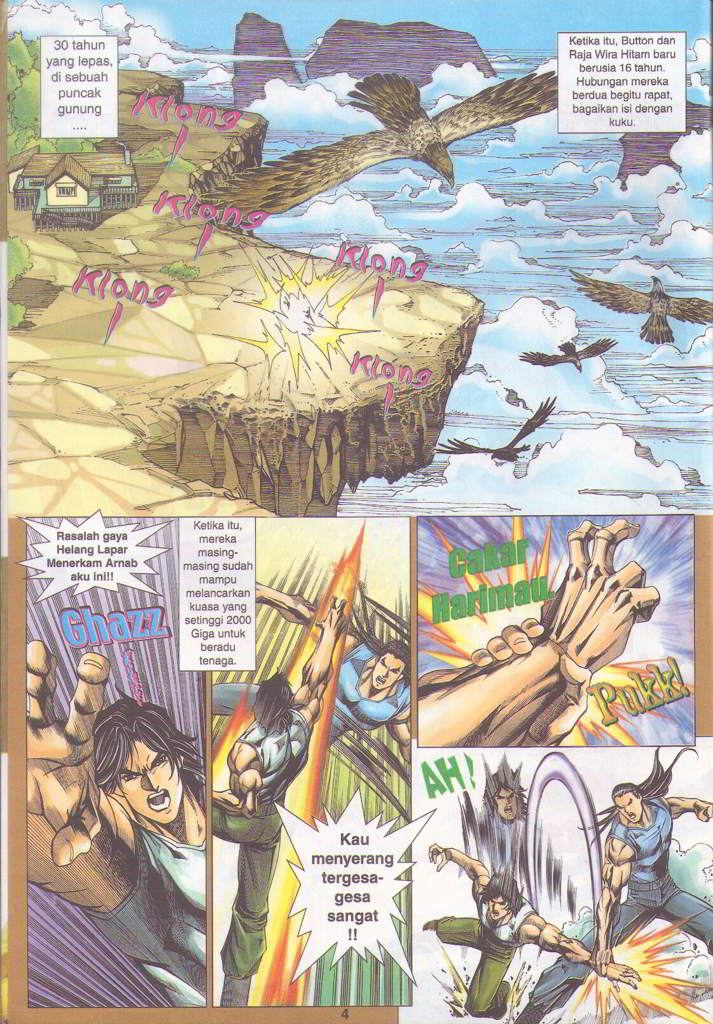 30 tahun
yang lepas,
di sebuah
puncak
gunung
....
Ketika itu, Button dan
Raja Wira Hitam baru
berusia 16 tahun.
Hubungan mereka
berdua begitu rapat,
bagaikan isi dengan
kuku.
Klong
!
Klong
!
Klong
!
Klong
!
Klong
!
Rasalah gaya
Helang Lapar
Menerkam Arnab
aku ini!!
Ghazz
Ketika itu,
mereka
masing-
masing sudah
mampu
melancarkan
kuasa yang
setinggi 2000
Giga untuk
beradu
tenaga.
Kau
menyerang
tergesa-
gesa
sangat
!!
Cakar
Harimau.
Pukk!
AH!
4